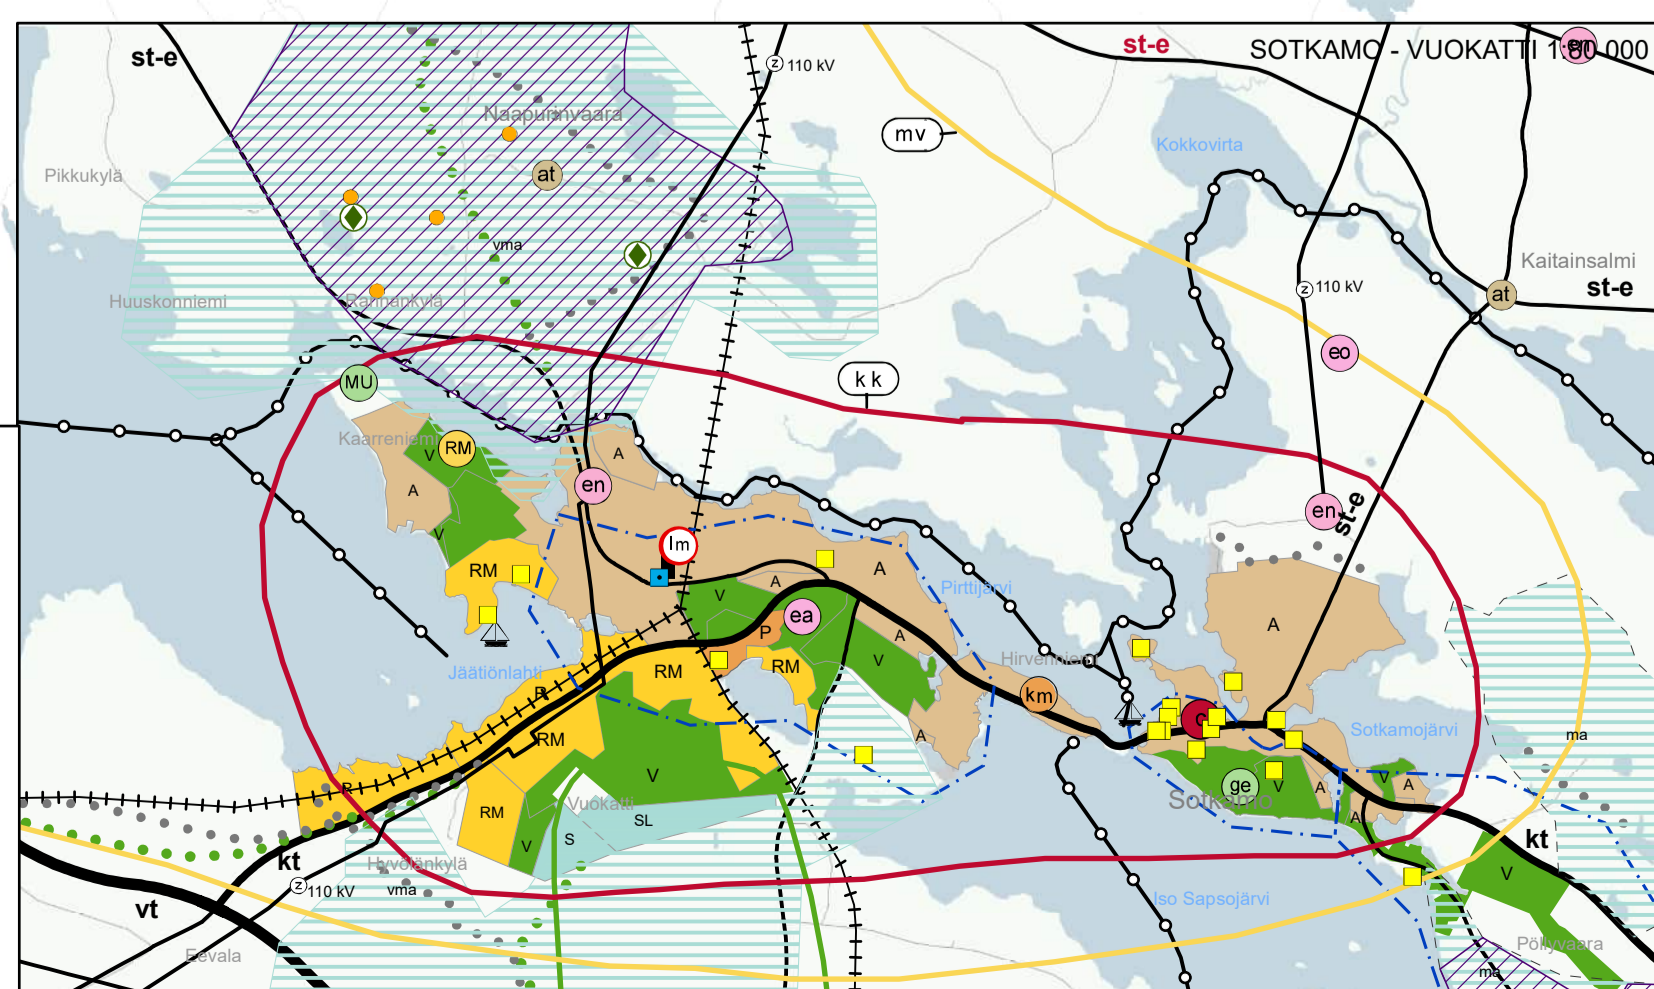 st-e
st-e
SOTKAMO - VUOKATTI 1:80 000
en
z 110 kV
Naapurinvaara
mv
Kokkovirta
Pikkukylä
at
vma
Kaitainsalmi
Huuskonniemi
Rannankylä
z 110 kV
at
st-e
eo
k k
MU
Kaarreniemi
RM
V
A
A
en
en
st-e
V
lm
RM
A
A
V
Pirttijärvi
ea
P
A
A
V
Hirvenniemi
Jäätiönlahti
RM
RM
R
km
c
A
Sotkamojärvi
ma
RM
V
R
Vuokatti
RM
SL
S
V
ge
V
A
V
A
Sotkamo
A
kt
kt
Hyvölänkylä
z 110 kV
vma
V
vt
Iso Sapsojärvi
Eevala
Pöllyvaara
ma